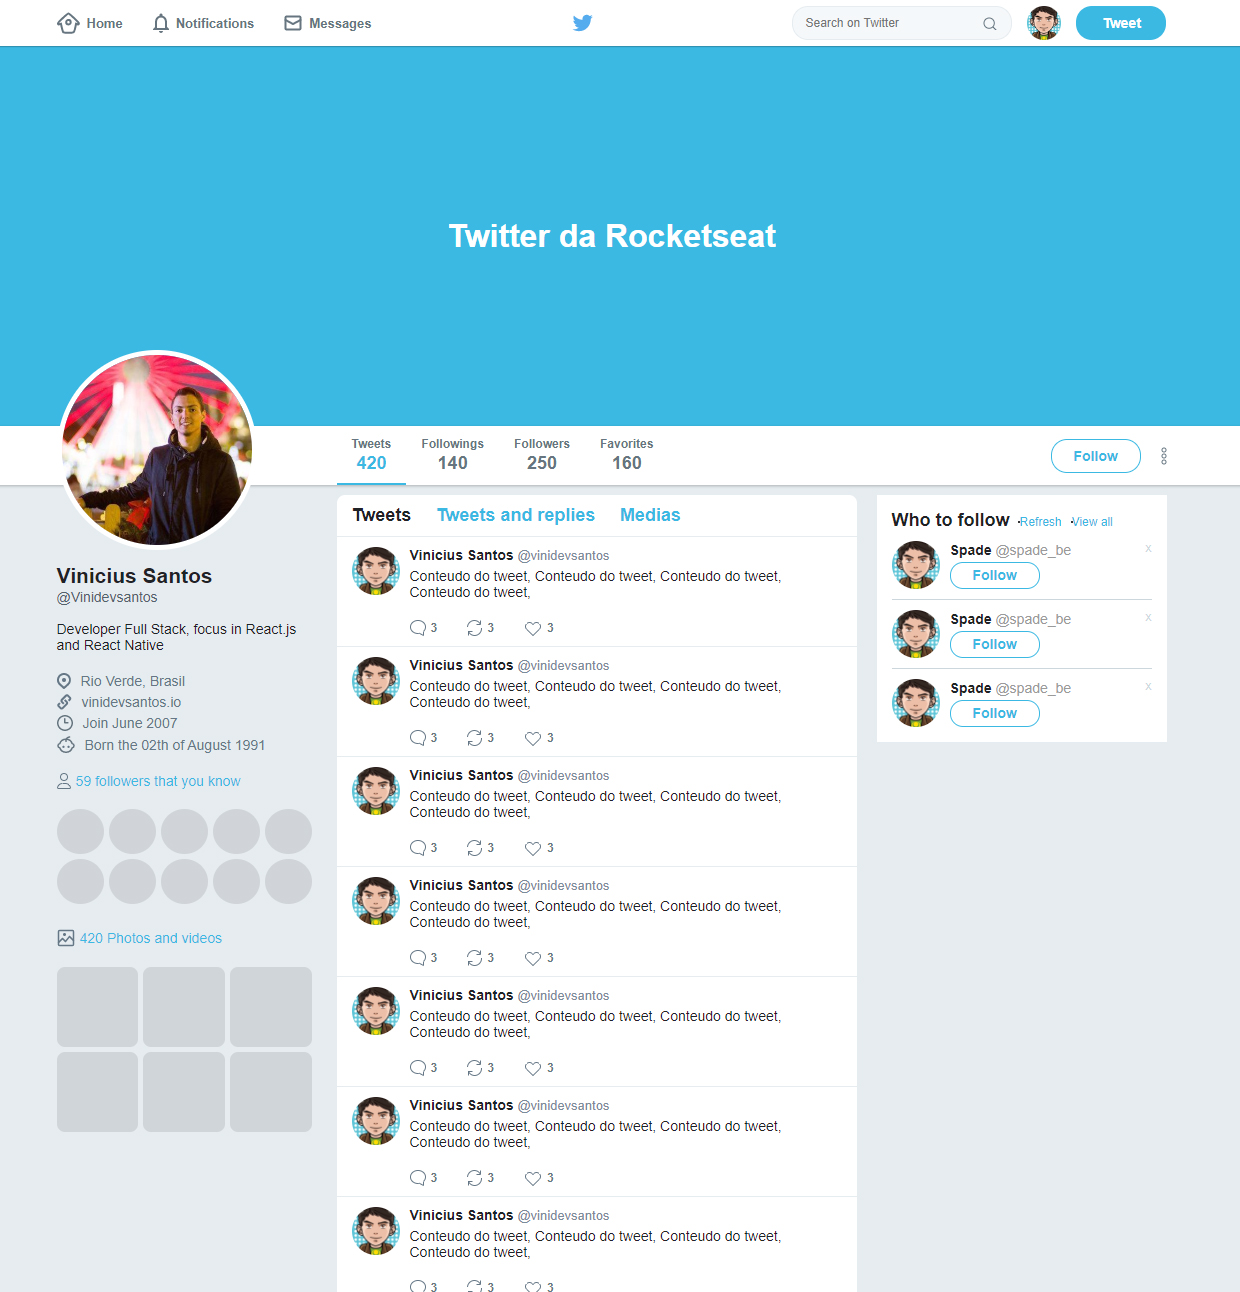 Home
Notifications
Messages
Search on Twitter
Tweet
Twitter da Rocketseat
Tweets
420
Followings
140
Followers
250
Favorites
160
Follow
Vinicius Santos
@Vinidevsantos
Developer Full Stack, focus in React.js
and React Native
Rio Verde, Brasil
vinidevsantos.io
Join June 2007
Born the 02th of August 1991
59 followers that you know
420 Photos and videos
Tweets Tweets and replies Medias
Vinicius Santos @vinidevsantos
Conteudo do tweet, Conteudo do tweet, Conteudo do tweet,
Conteudo do tweet,
3 3 3
Vinicius Santos @vinidevsantos
Conteudo do tweet, Conteudo do tweet, Conteudo do tweet,
Conteudo do tweet,
3 3 3
Vinicius Santos @vinidevsantos
Conteudo do tweet, Conteudo do tweet, Conteudo do tweet,
Conteudo do tweet,
3 3 3
Vinicius Santos @vinidevsantos
Conteudo do tweet, Conteudo do tweet, Conteudo do tweet,
Conteudo do tweet,
3 3 3
Vinicius Santos @vinidevsantos
Conteudo do tweet, Conteudo do tweet, Conteudo do tweet,
Conteudo do tweet,
3 3 3
Vinicius Santos @vinidevsantos
Conteudo do tweet, Conteudo do tweet, Conteudo do tweet,
Conteudo do tweet,
3 3 3
Vinicius Santos @vinidevsantos
Conteudo do tweet, Conteudo do tweet, Conteudo do tweet,
Conteudo do tweet,
3 3 3
Who to follow ·Refresh ·View all
Spade @spade_be x
Follow
Spade @spade_be x
Follow
Spade @spade_be x
Follow